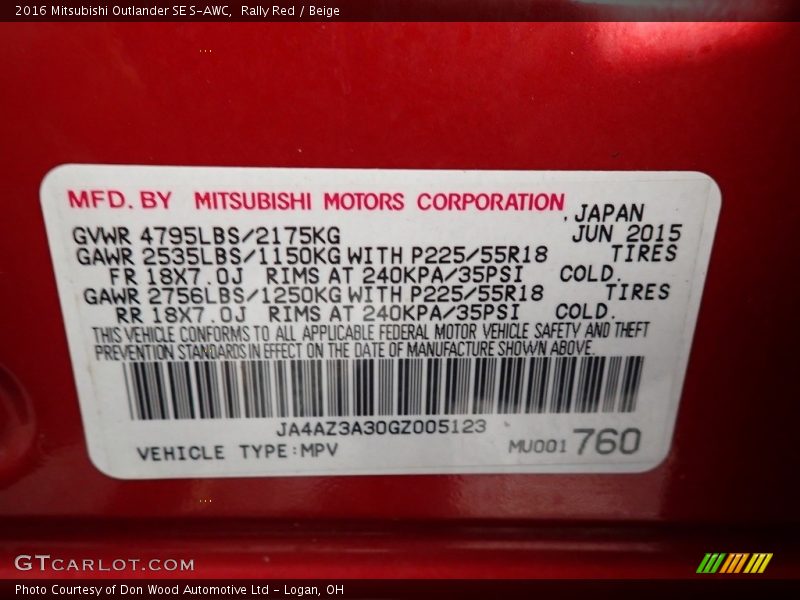 2016 Mitsubishi Outlander SE S-AWC,  Rally Red / Beige
MFD. BY  MITSUBISHI MOTORS CORPORATION, JAPAN
GVWR 4795LBS/2175KG JUN 2015
GAWR 2535LBS/1150KG WITH P225/55R18 TIRES
FR 18X7.0J RIMS AT 240KPA/35PSI COLD.
GAWR 2756LBS/1250KG WITH P225/55R18 TIRES
RR 18X7.0J RIMS AT 240KPA/35PSI COLD.
THIS VEHICLE CONFORMS TO ALL APPLICABLE FEDERAL MOTOR VEHICLE SAFETY AND THEFT
PREVENTION STANDARDS IN EFFECT ON THE DATE OF MANUFACTURE SHOWN ABOVE.
JA4AZ3A30GZ005123
VEHICLE TYPE:MPV MU001 760
GTCARLOT.COM
Photo Courtesy of Don Wood Automotive Ltd - Logan, OH